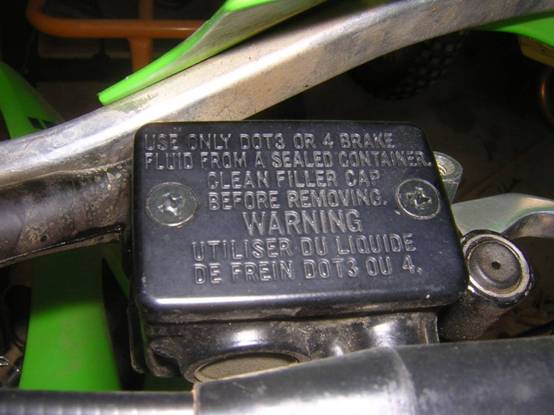 USE ONLY DOT3 OR 4 BRAKE
FLUID FROM A SEALED CONTAINER.
CLEAN FILLER CAP
BEFORE REMOVING.
WARNING
UTILISER DU LIQUIDE
DE FREIN DOT3 OU 4.